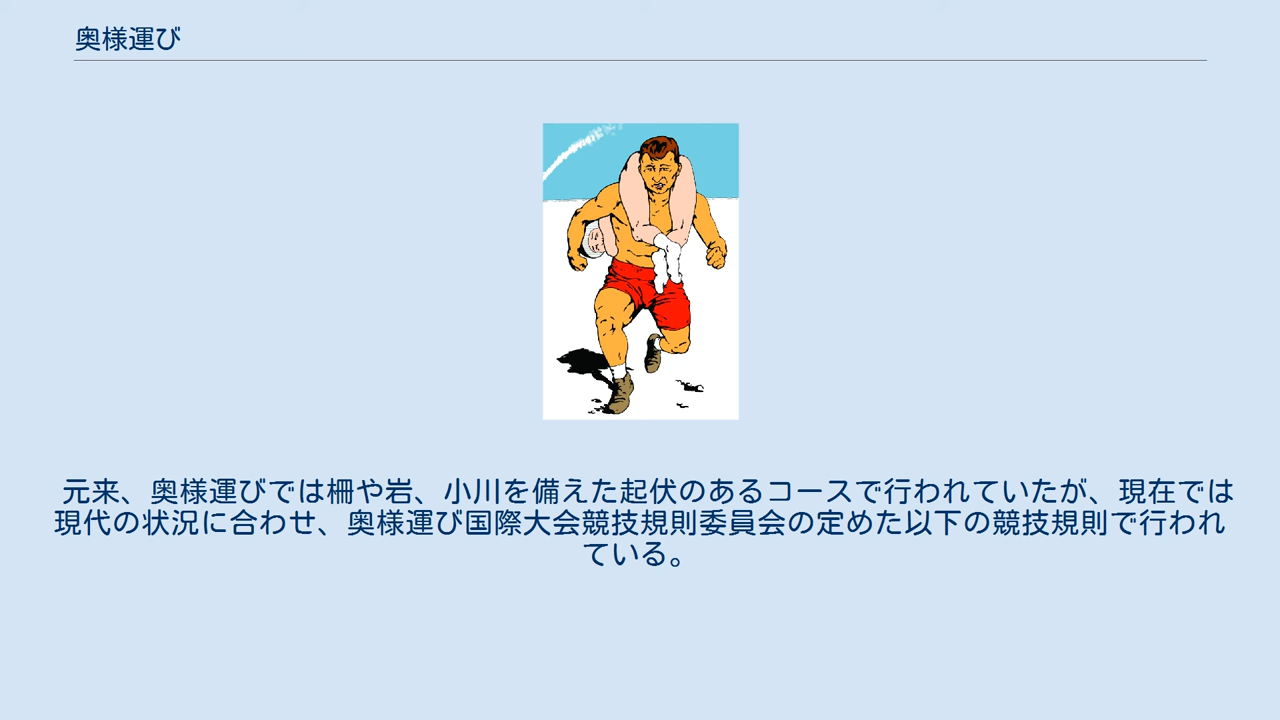 奥様運び
元来、奥様運びでは柵や岩、小川を備えた起伏のあるコースで行われていたが、現在では
現代の状況に合わせ、奥様運び国際大会競技規則委員会の定めた以下の競技規則で行われ
ている。